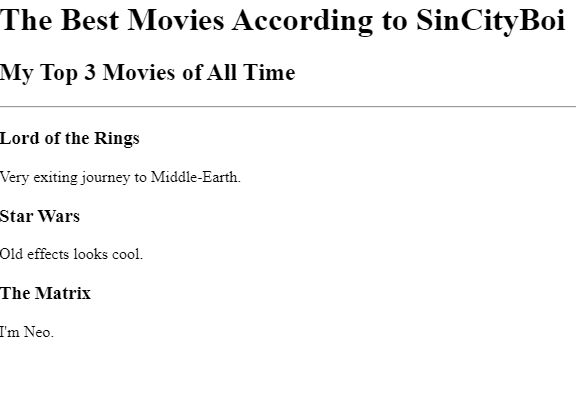 The Best Movies According to SinCityBoi
My Top 3 Movies of All Time
Lord of the Rings
Very exiting journey to Middle-Earth.
Star Wars
Old effects looks cool.
The Matrix
I'm Neo.